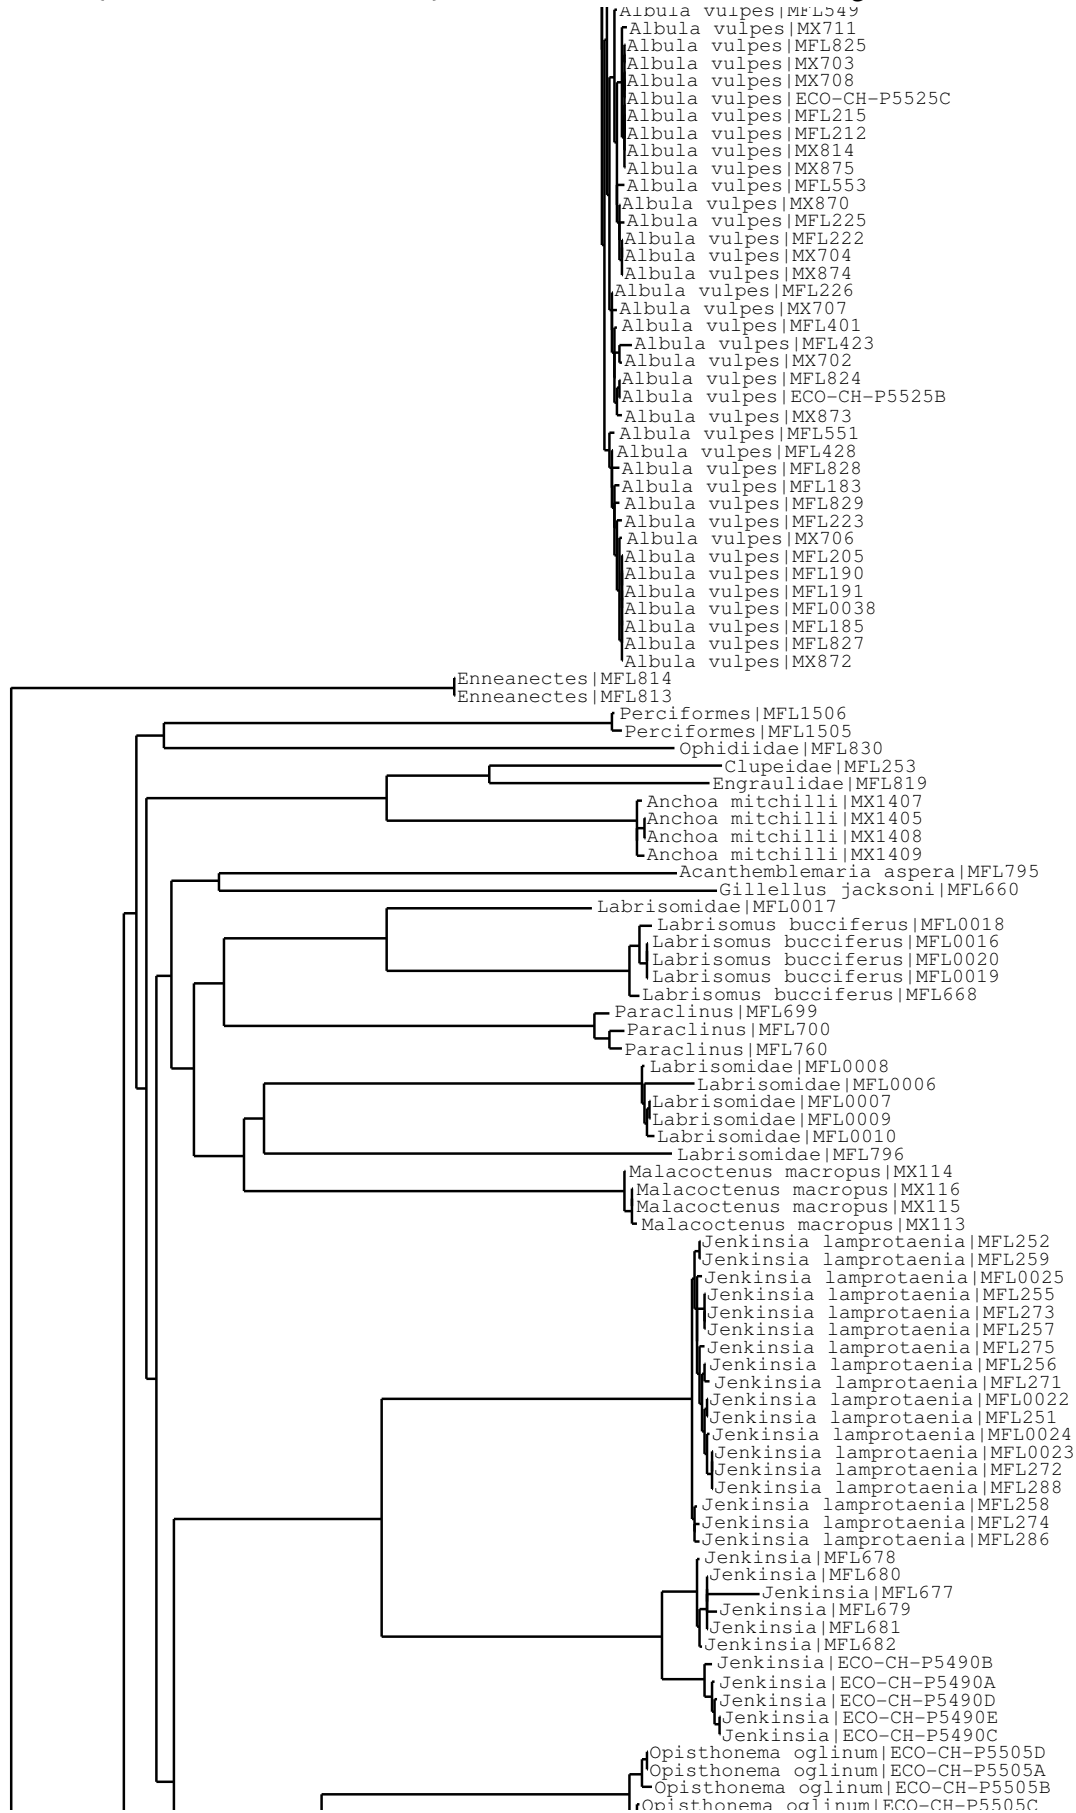 Albula vulpes|MFL549
Albula vulpes|MX711
Albula vulpes|MFL825
Albula vulpes|MX703
Albula vulpes|MX708
Albula vulpes|ECO-CH-P5525C
Albula vulpes|MFL215
Albula vulpes|MFL212
Albula vulpes|MX814
Albula vulpes|MX875
Albula vulpes|MFL553
Albula vulpes|MX870
Albula vulpes|MFL225
Albula vulpes|MFL222
Albula vulpes|MX704
Albula vulpes|MX874
Albula vulpes|MFL226
Albula vulpes|MX707
Albula vulpes|MFL401
Albula vulpes|MFL423
Albula vulpes|MX702
Albula vulpes|MFL824
Albula vulpes|ECO-CH-P5525B
Albula vulpes|MX873
Albula vulpes|MFL551
Albula vulpes|MFL428
Albula vulpes|MFL828
Albula vulpes|MFL183
Albula vulpes|MFL829
Albula vulpes|MFL223
Albula vulpes|MX706
Albula vulpes|MFL205
Albula vulpes|MFL190
Albula vulpes|MFL191
Albula vulpes|MFL0038
Albula vulpes|MFL185
Albula vulpes|MFL827
Albula vulpes|MX872
Enneanectes|MFL814
Enneanectes|MFL813
Perciformes|MFL1506
Perciformes|MFL1505
Ophidiidae|MFL830
Clupeidae|MFL253
Engraulidae|MFL819
Anchoa mitchilli|MX1407
Anchoa mitchilli|MX1405
Anchoa mitchilli|MX1408
Anchoa mitchilli|MX1409
Acanthemblemaria aspera|MFL795
Gillellus jacksoni|MFL660
Labrisomidae|MFL0017
Labrisomus bucciferus|MFL0018
Labrisomus bucciferus|MFL0016
Labrisomus bucciferus|MFL0020
Labrisomus bucciferus|MFL0019
Labrisomus bucciferus|MFL668
Paraclinus|MFL699
Paraclinus|MFL700
Paraclinus|MFL760
Labrisomidae|MFL0008
Labrisomidae|MFL0006
Labrisomidae|MFL0007
Labrisomidae|MFL0009
Labrisomidae|MFL0010
Labrisomidae|MFL796
Malacoctenus macropus|MX114
Malacoctenus macropus|MX116
Malacoctenus macropus|MX115
Malacoctenus macropus|MX113
Jenkinsia lamprotaenia|MFL252
Jenkinsia lamprotaenia|MFL259
Jenkinsia lamprotaenia|MFL0025
Jenkinsia lamprotaenia|MFL255
Jenkinsia lamprotaenia|MFL273
Jenkinsia lamprotaenia|MFL257
Jenkinsia lamprotaenia|MFL275
Jenkinsia lamprotaenia|MFL256
Jenkinsia lamprotaenia|MFL271
Jenkinsia lamprotaenia|MFL0022
Jenkinsia lamprotaenia|MFL251
Jenkinsia lamprotaenia|MFL0024
Jenkinsia lamprotaenia|MFL0023
Jenkinsia lamprotaenia|MFL272
Jenkinsia lamprotaenia|MFL288
Jenkinsia lamprotaenia|MFL258
Jenkinsia lamprotaenia|MFL274
Jenkinsia lamprotaenia|MFL286
Jenkinsia|MFL678
Jenkinsia|MFL680
Jenkinsia|MFL677
Jenkinsia|MFL679
Jenkinsia|MFL681
Jenkinsia|MFL682
Jenkinsia|ECO-CH-P5490B
Jenkinsia|ECO-CH-P5490A
Jenkinsia|ECO-CH-P5490D
Jenkinsia|ECO-CH-P5490E
Jenkinsia|ECO-CH-P5490C
Opisthonema oglinum|ECO-CH-P5505D
Opisthonema oglinum|ECO-CH-P5505A
Opisthonema oglinum|ECO-CH-P5505B
Opisthonema oglinum|ECO-CH-P5505C